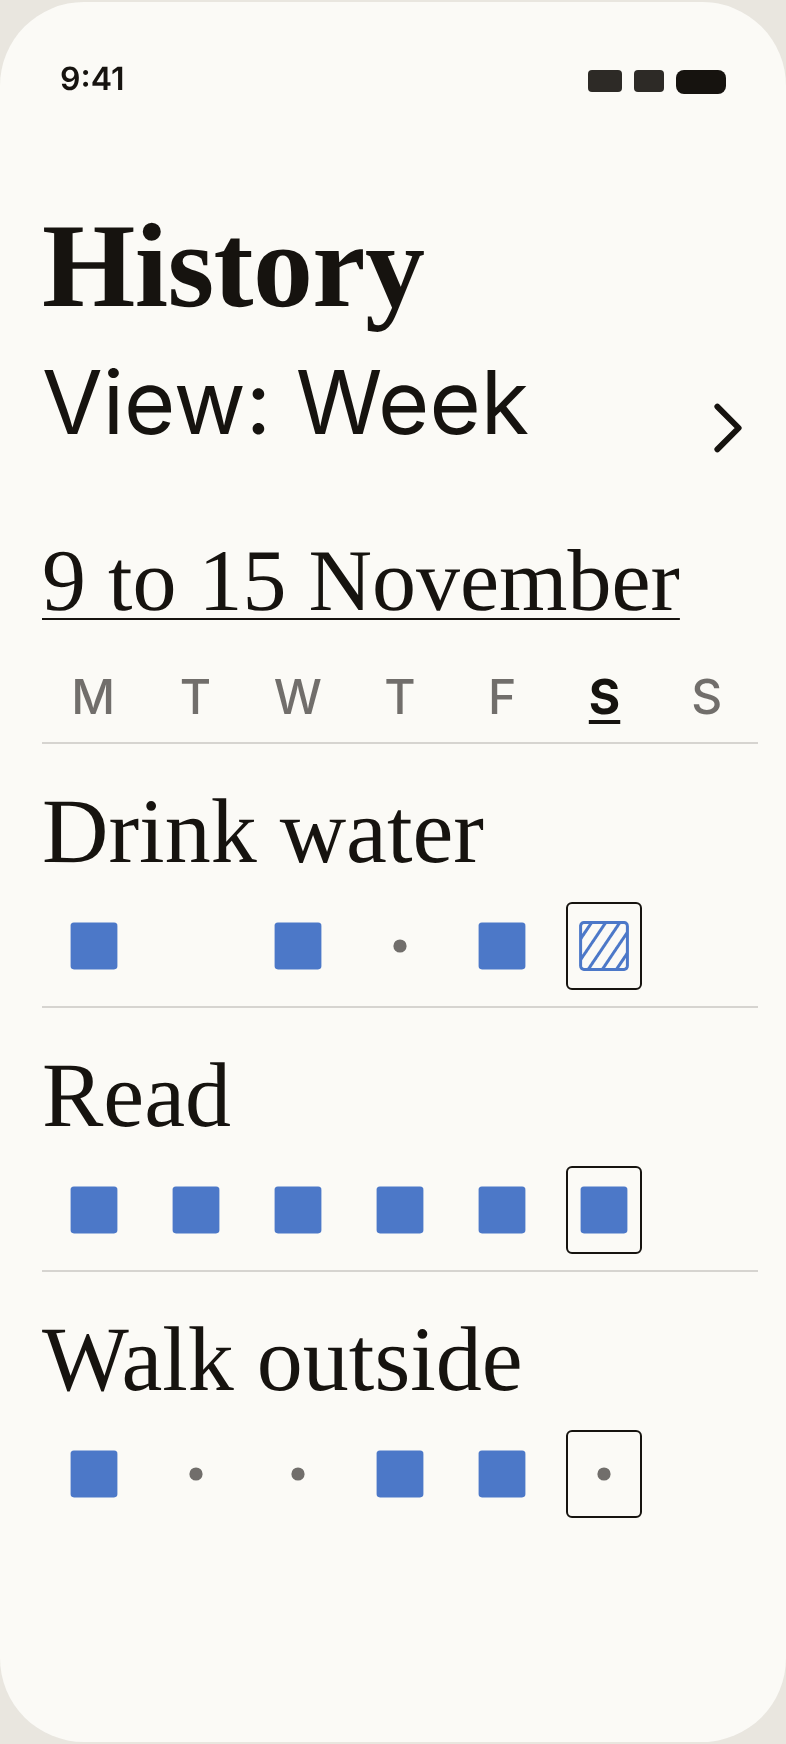 9:41
History
View: Week
9 to 15 November
M T W T F S S
Drink water
Read
Walk outside